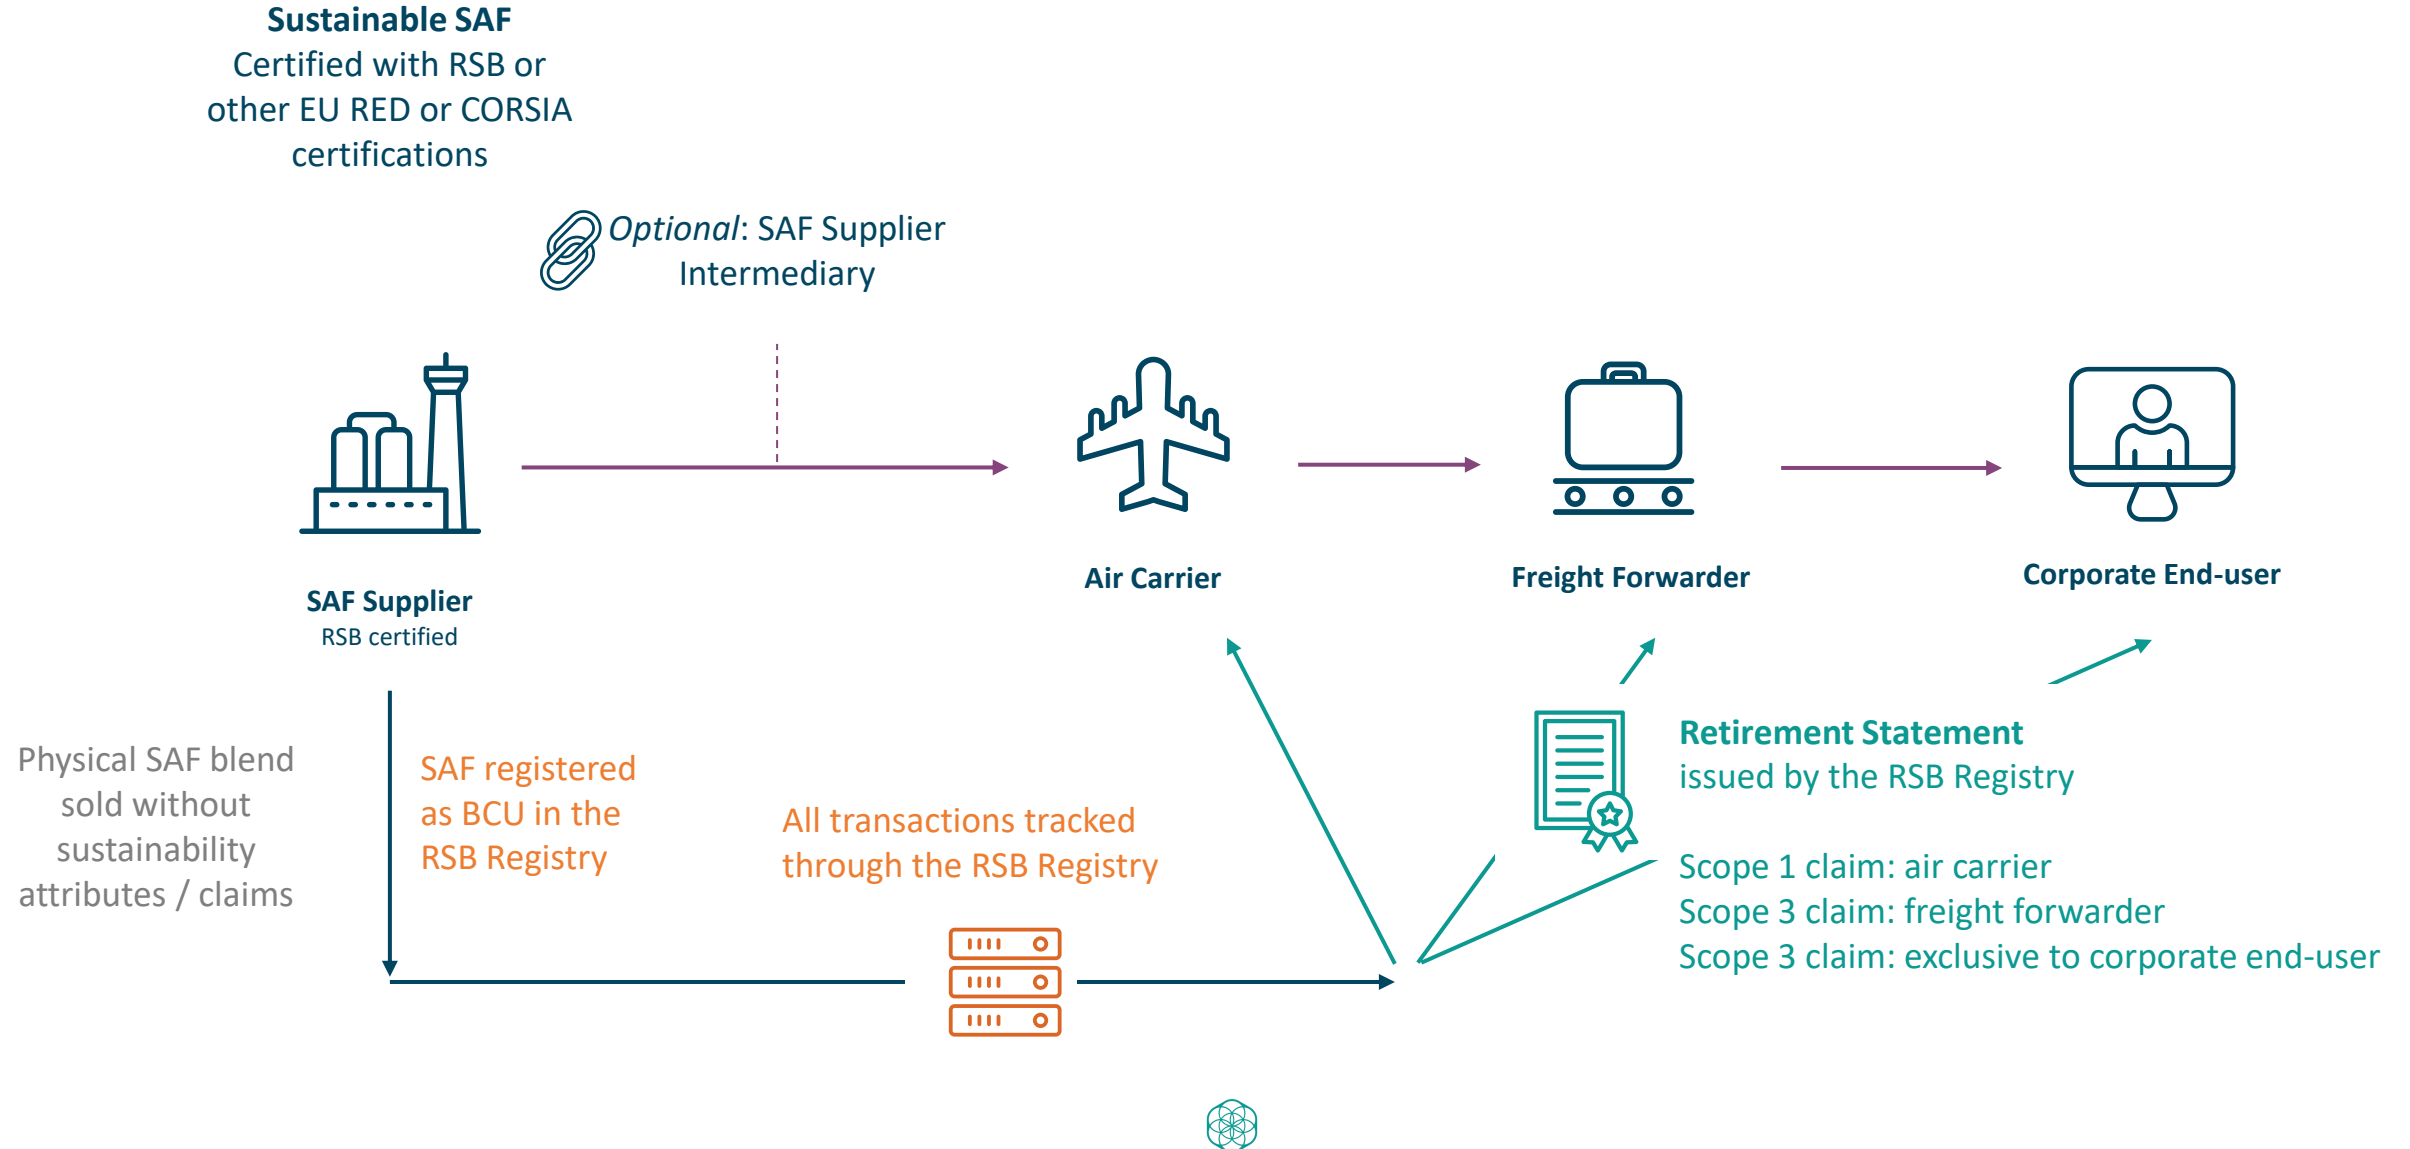 Sustainable SAF
Certified with RSB or
other EU RED or CORSIA
certifications
Optional: SAF Supplier
Intermediary
SAF Supplier
RSB certified
Air Carrier
Freight Forwarder
Corporate End-user
Physical SAF blend
sold without
sustainability
attributes / claims
SAF registered
as BCU in the
RSB Registry
All transactions tracked
through the RSB Registry
Retirement Statement
issued by the RSB Registry
Scope 1 claim: air carrier
Scope 3 claim: freight forwarder
Scope 3 claim: exclusive to corporate end-user